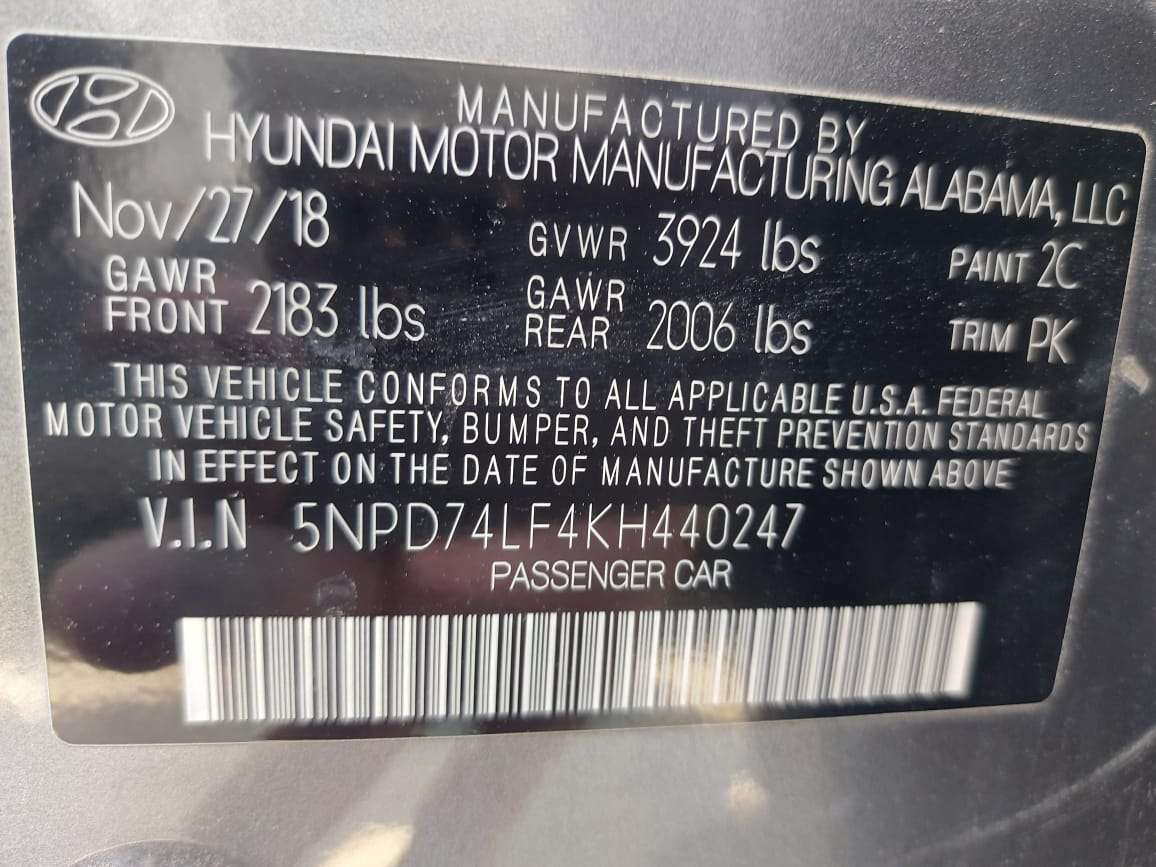 MANUFACTURED BY
HYUNDAI MOTOR MANUFACTURING ALABAMA, LLC
Nov/27/18 GVWR 3924 lbs PAINT 2C
GAWR FRONT 2183 lbs GAWR REAR 2006 lbs TRIM PK
THIS VEHICLE CONFORMS TO ALL APPLICABLE U.S.A. FEDERAL
MOTOR VEHICLE SAFETY, BUMPER, AND THEFT PREVENTION STANDARDS
IN EFFECT ON THE DATE OF MANUFACTURE SHOWN ABOVE
V.I.N 5NPD74LF4KH440247
PASSENGER CAR